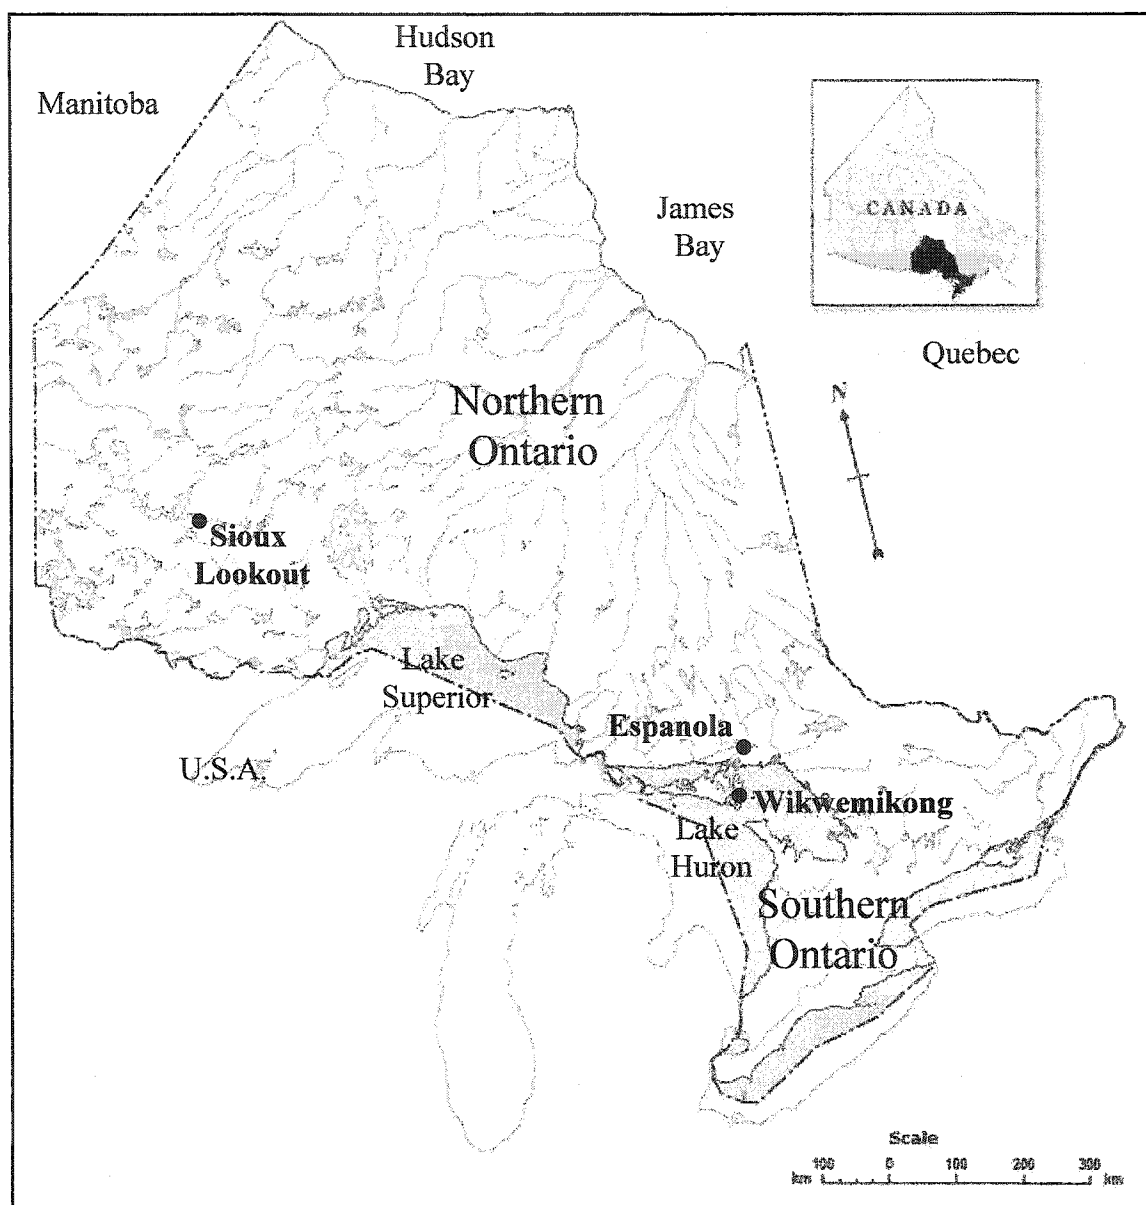 Hudson
Bay
Manitoba
James
Bay
CANADA
Quebec
N
Northern
Ontario
Sioux
Lookout
Lake
Superior
Espanola
U.S.A.
Wikwemikong
Lake
Huron
Southern
Ontario
Scale
100 0 100 200 300
km km